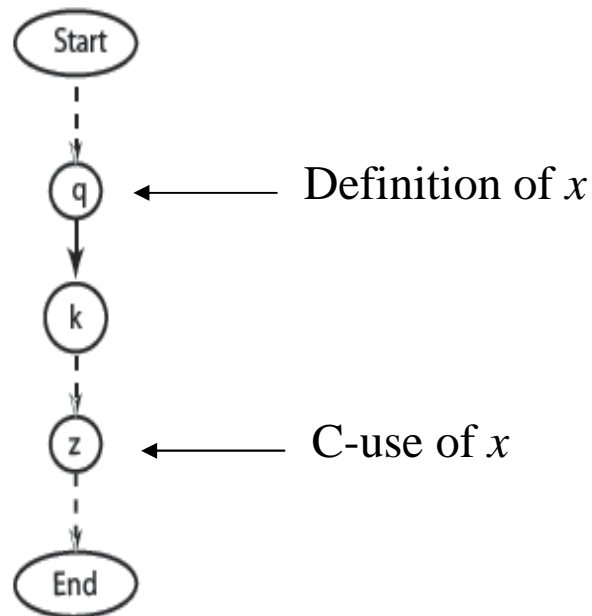 Start
q Definition of x
k
z C-use of x
End